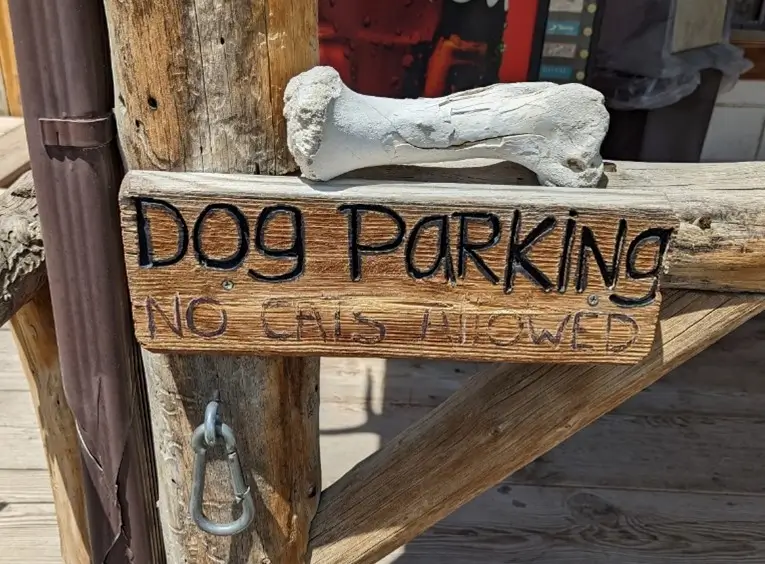 Dog Parking
NO CATS ALLOWED